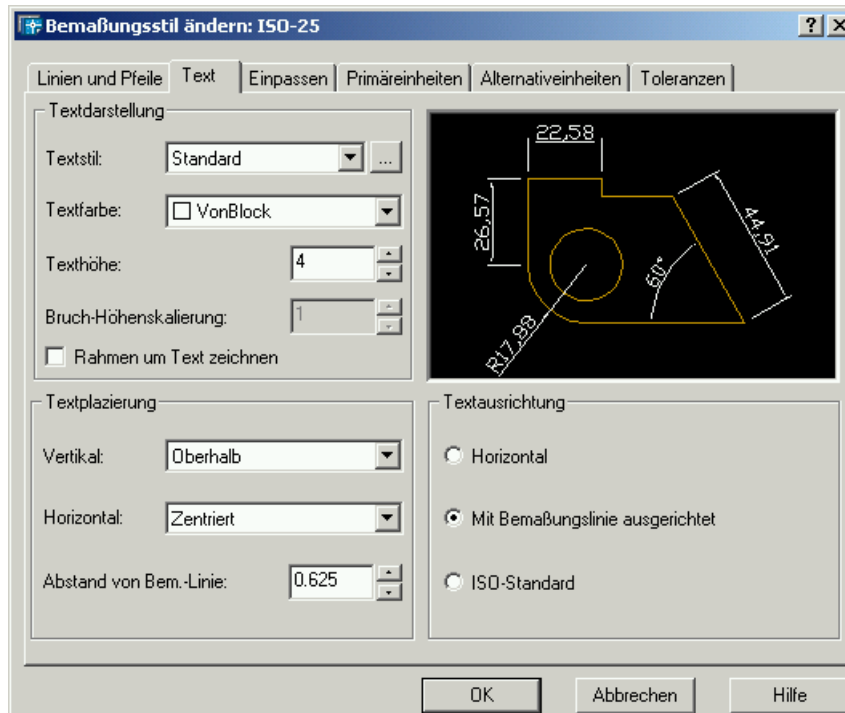 Bemaßungsstil ändern: ISO-25
Linien und Pfeile Text Einpassen Primäreinheiten Alternativeinheiten Toleranzen
Textdarstellung
Textstil: Standard ...
Textfarbe: VonBlock
Texthöhe: 4
Bruch-Höhenskalierung: 1
Rahmen um Text zeichnen
22,58
26,57
44,91
60°
R17,98
Textplazierung
Vertikal: Oberhalb
Horizontal: Zentriert
Abstand von Bem.-Linie: 0.625
Textausrichtung
Horizontal
Mit Bemaßungslinie ausgerichtet
ISO-Standard
OK Abbrechen Hilfe